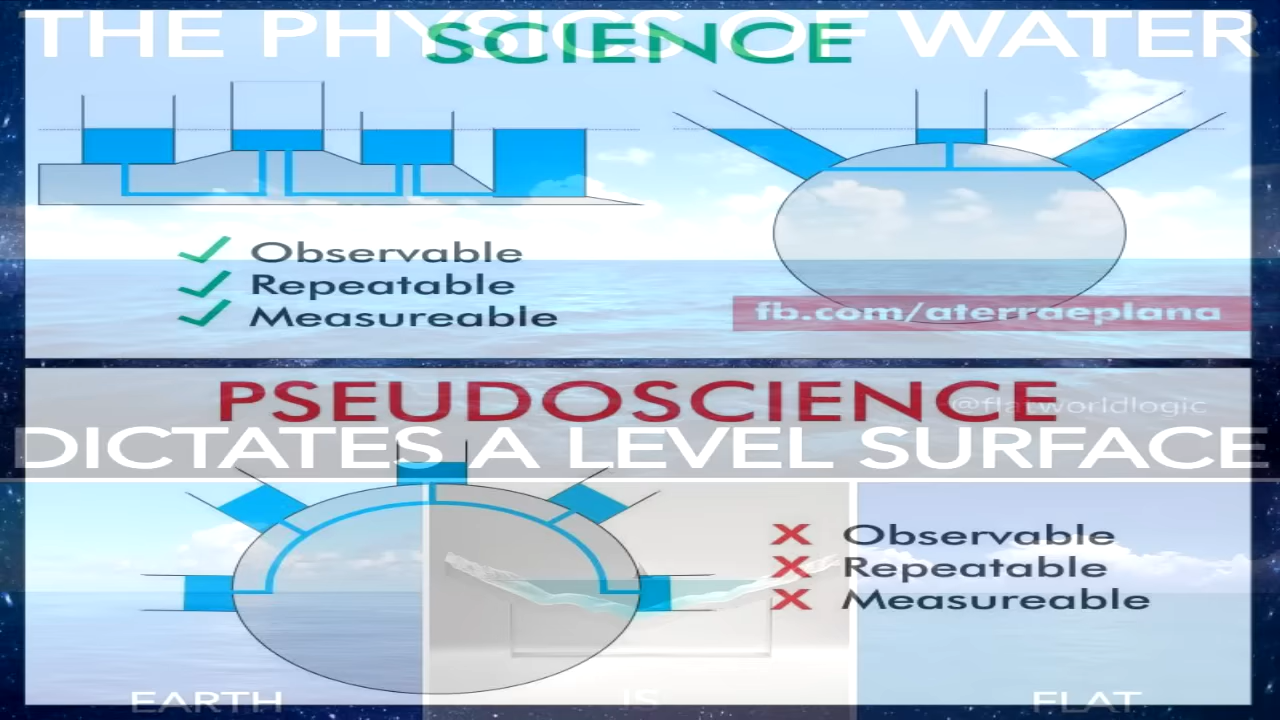 THE PHYSICS OF WATER
SCIENCE
Observable
Repeatable
Measureable
fb.com/aterraeplana
PSEUDOSCIENCE
@flatworldlogic
DICTATES A LEVEL SURFACE
X Observable
X Repeatable
X Measureable
EARTH IS FLAT